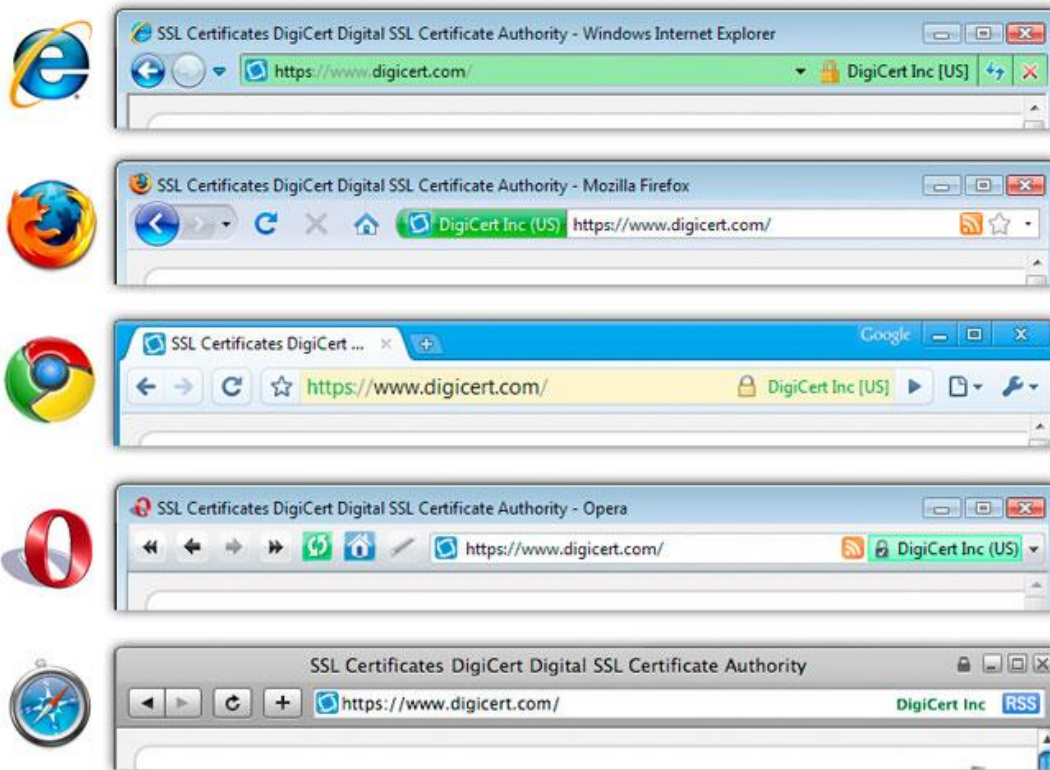 SSL Certificates DigiCert Digital SSL Certificate Authority - Windows Internet Explorer
https://www.digicert.com/ DigiCert Inc [US]
SSL Certificates DigiCert Digital SSL Certificate Authority - Mozilla Firefox
DigiCert Inc (US) https://www.digicert.com/
SSL Certificates DigiCert ... Google
https://www.digicert.com/ DigiCert Inc [US]
SSL Certificates DigiCert Digital SSL Certificate Authority - Opera
https://www.digicert.com/ DigiCert Inc (US)
SSL Certificates DigiCert Digital SSL Certificate Authority
https://www.digicert.com/ DigiCert Inc RSS